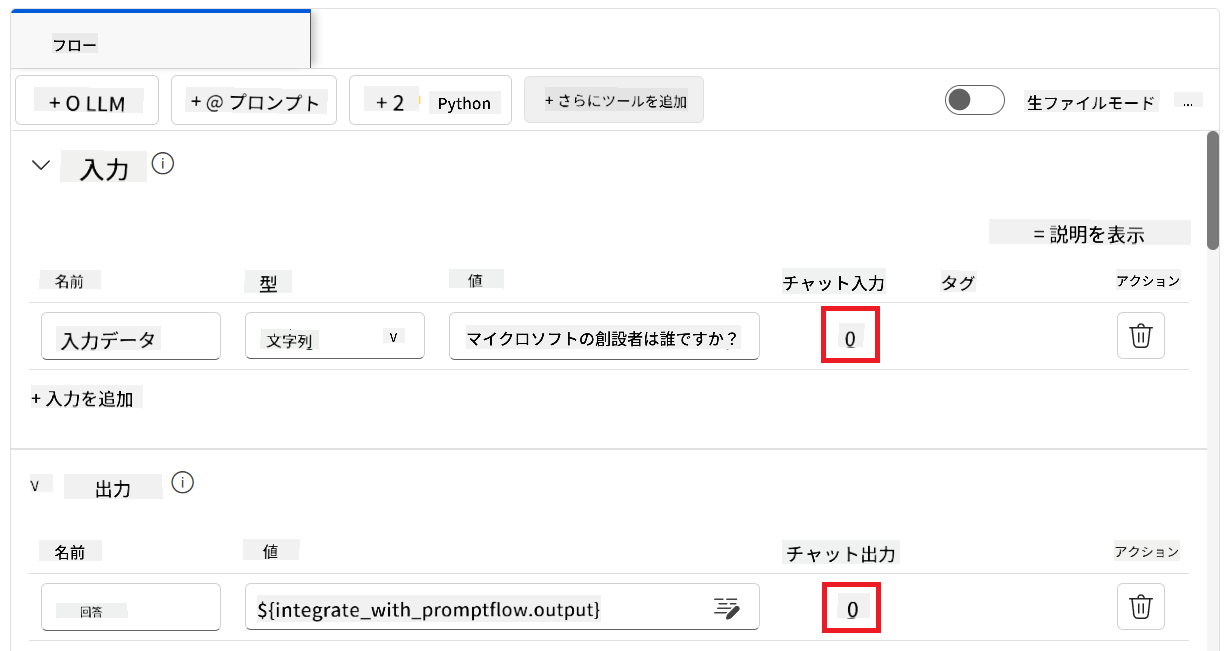 フロー
+ O LLM
+ @ プロンプト
+ 2
Python
+ さらにツールを追加
生ファイルモード
...
入力
= 説明を表示
名前
型
値
チャット入力
タグ
アクション
入力データ
文字列
v
マイクロソフトの創設者は誰ですか？
0
+ 入力を追加
v
出力
名前
値
チャット出力
アクション
回答
${integrate_with_promptflow.output}
0